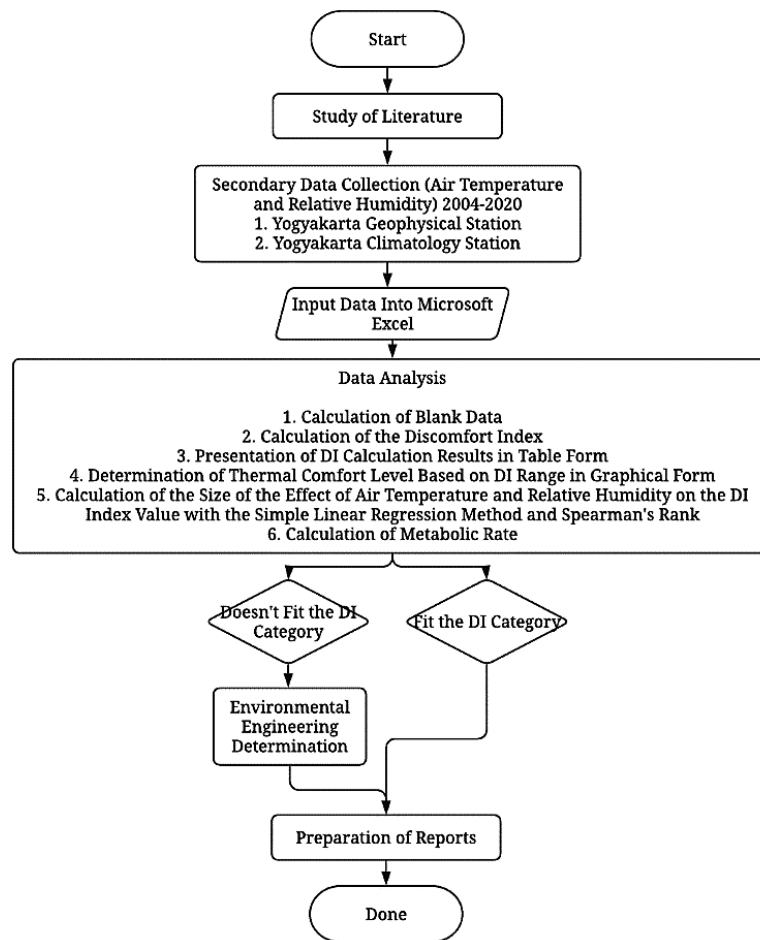 Start
Study of Literature
Secondary Data Collection (Air Temperature
and Relative Humidity) 2004-2020
1. Yogyakarta Geophysical Station
2. Yogyakarta Climatology Station
Input Data Into Microsoft
Excel
Data Analysis
1. Calculation of Blank Data
2. Calculation of the Discomfort Index
3. Presentation of DI Calculation Results in Table Form
4. Determination of Thermal Comfort Level Based on DI Range in Graphical Form
5. Calculation of the Size of the Effect of Air Temperature and Relative Humidity on the DI
Index Value with the Simple Linear Regression Method and Spearman's Rank
6. Calculation of Metabolic Rate
Doesn't Fit the DI
Category
Fit the DI Category
Environmental
Engineering
Determination
Preparation of Reports
Done